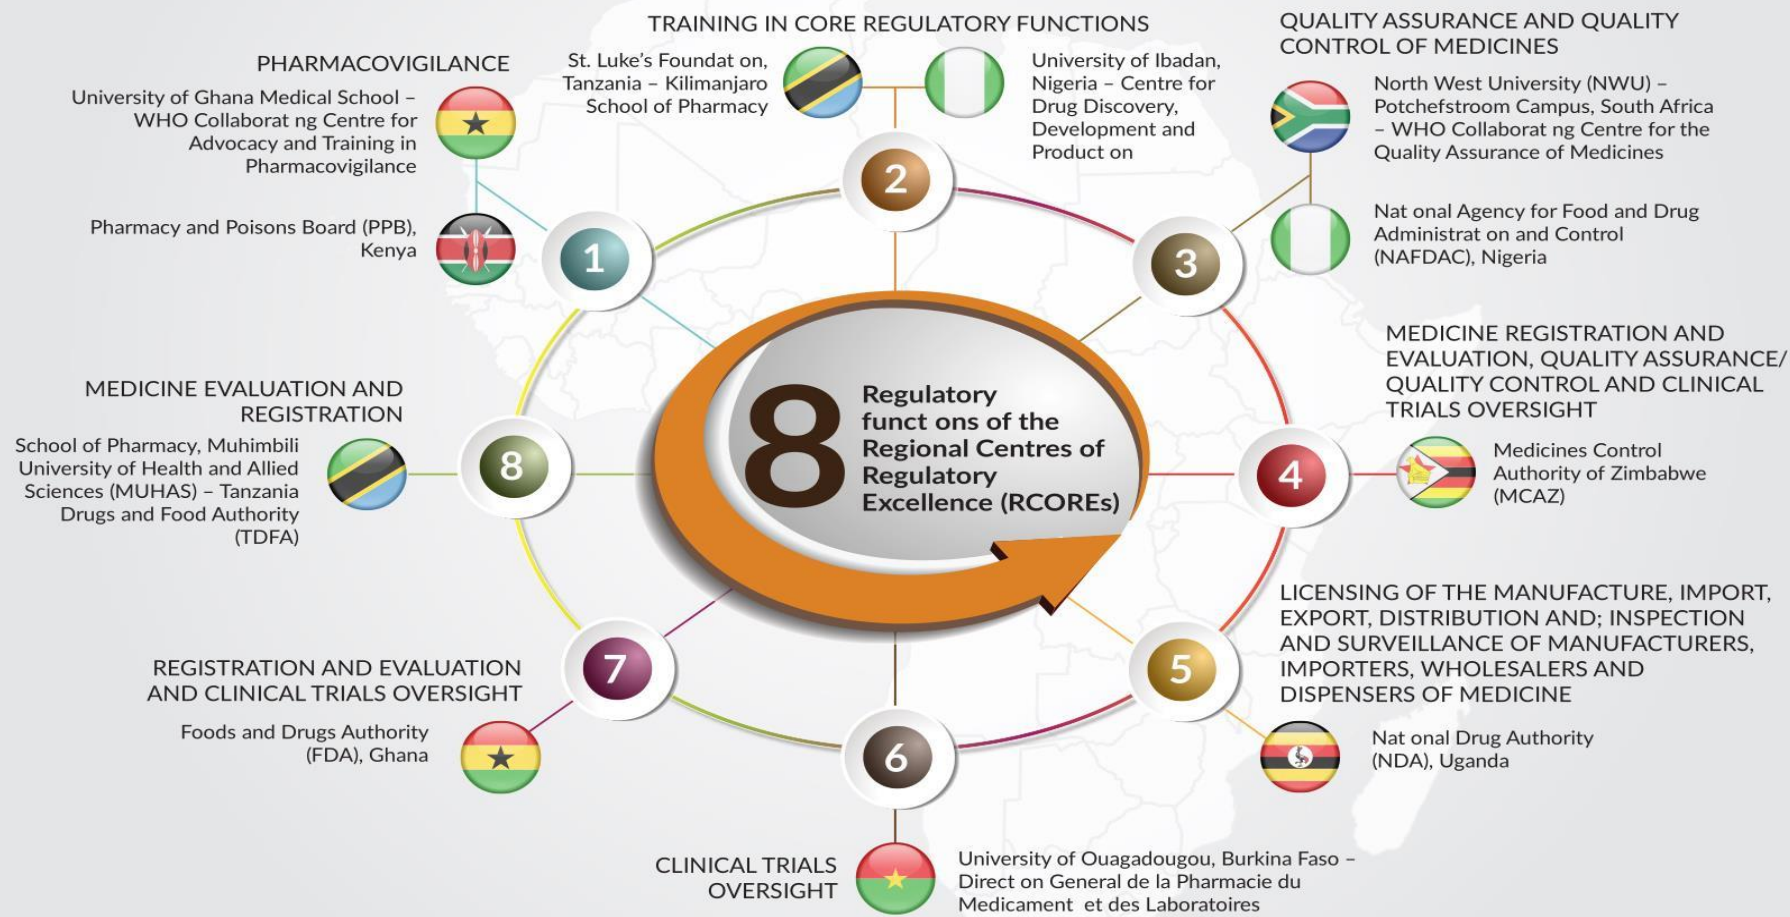 TRAINING IN CORE REGULATORY FUNCTIONS
St. Luke's Foundat on,
Tanzania – Kilimanjaro
School of Pharmacy
University of Ibadan,
Nigeria – Centre for
Drug Discovery,
Development and
Product on
QUALITY ASSURANCE AND QUALITY
CONTROL OF MEDICINES
North West University (NWU) –
Potchefstroom Campus, South Africa
– WHO Collaborat ng Centre for the
Quality Assurance of Medicines
Nat onal Agency for Food and Drug
Administrat on and Control
(NAFDAC), Nigeria
PHARMACOVIGILANCE
University of Ghana Medical School –
WHO Collaborat ng Centre for
Advocacy and Training in
Pharmacovigilance
Pharmacy and Poisons Board (PPB),
Kenya
1
2
3
MEDICINE REGISTRATION AND
EVALUATION, QUALITY ASSURANCE/
QUALITY CONTROL AND CLINICAL
TRIALS OVERSIGHT
Medicines Control
Authority of Zimbabwe
(MCAZ)
4
8
Regulatory
funct ons of the
Regional Centres of
Regulatory
Excellence (RCOREs)
MEDICINE EVALUATION AND
REGISTRATION
School of Pharmacy, Muhimbili
University of Health and Allied
Sciences (MUHAS) – Tanzania
Drugs and Food Authority
(TDFA)
8
LICENSING OF THE MANUFACTURE, IMPORT,
EXPORT, DISTRIBUTION AND; INSPECTION
AND SURVEILLANCE OF MANUFACTURERS,
IMPORTERS, WHOLESALERS AND
DISPENSERS OF MEDICINE
Nat onal Drug Authority
(NDA), Uganda
5
REGISTRATION AND EVALUATION
AND CLINICAL TRIALS OVERSIGHT
Foods and Drugs Authority
(FDA), Ghana
7
6
CLINICAL TRIALS
OVERSIGHT
University of Ouagadougou, Burkina Faso –
Direct on General de la Pharmacie du
Medicament et des Laboratoires